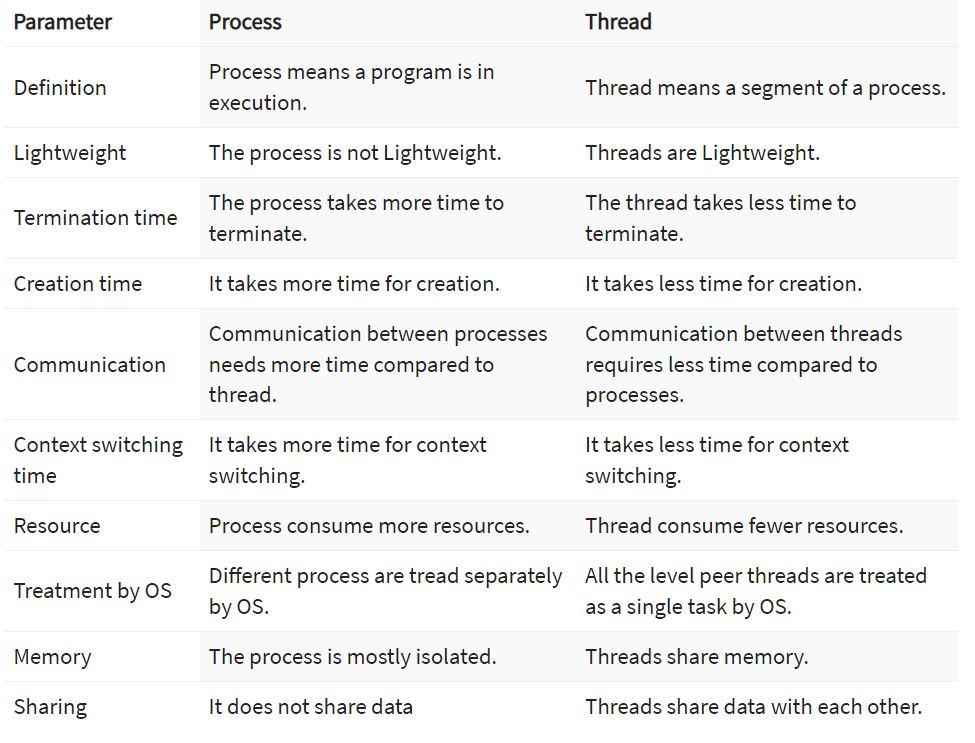 Parameter Process Thread
Definition Process means a program is in execution. Thread means a segment of a process.
Lightweight The process is not Lightweight. Threads are Lightweight.
Termination time The process takes more time to terminate. The thread takes less time to terminate.
Creation time It takes more time for creation. It takes less time for creation.
Communication Communication between processes needs more time compared to thread. Communication between threads requires less time compared to processes.
Context switching time It takes more time for context switching. It takes less time for context switching.
Resource Process consume more resources. Thread consume fewer resources.
Treatment by OS Different process are tread separately by OS. All the level peer threads are treated as a single task by OS.
Memory The process is mostly isolated. Threads share memory.
Sharing It does not share data Threads share data with each other.